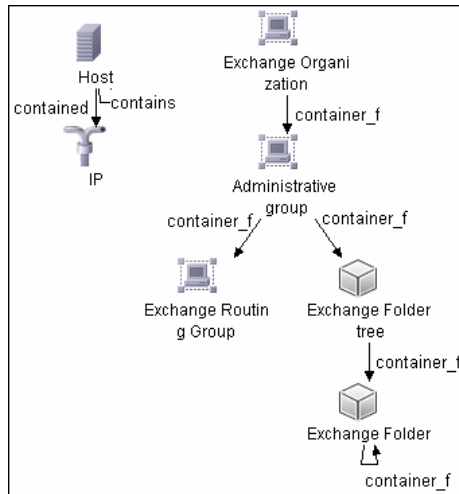 Host
contained
contains
IP
Exchange Organi
zation
container_f
Administrative
group
container_f
container_f
Exchange Routin
g Group
Exchange Folder
tree
container_f
Exchange Folder
container_f